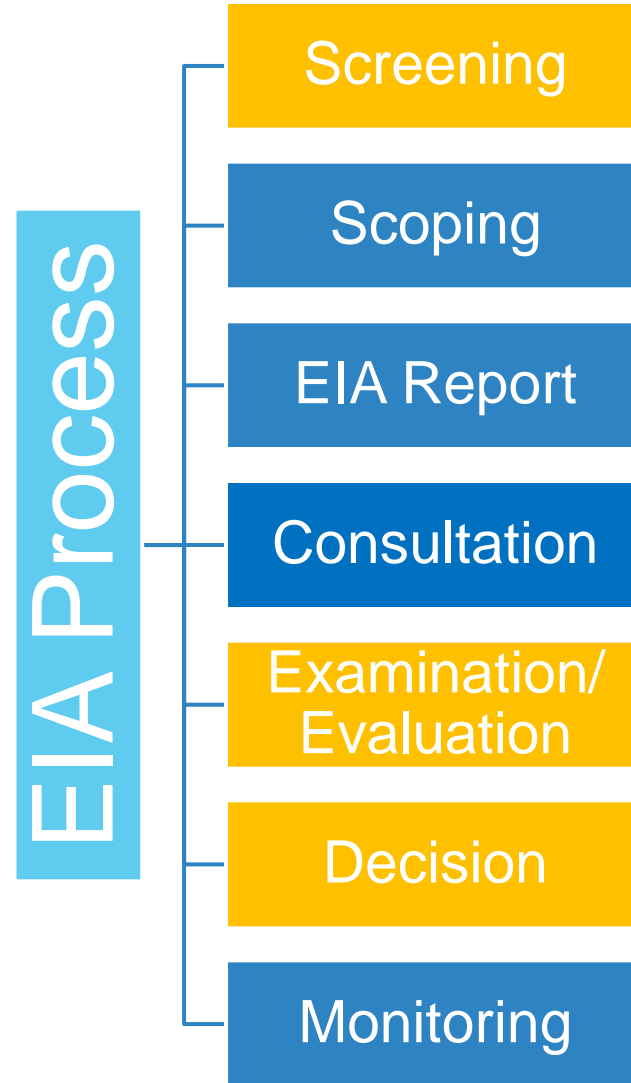 EIA Process
Screening
Scoping
EIA Report
Consultation
Examination/
Evaluation
Decision
Monitoring